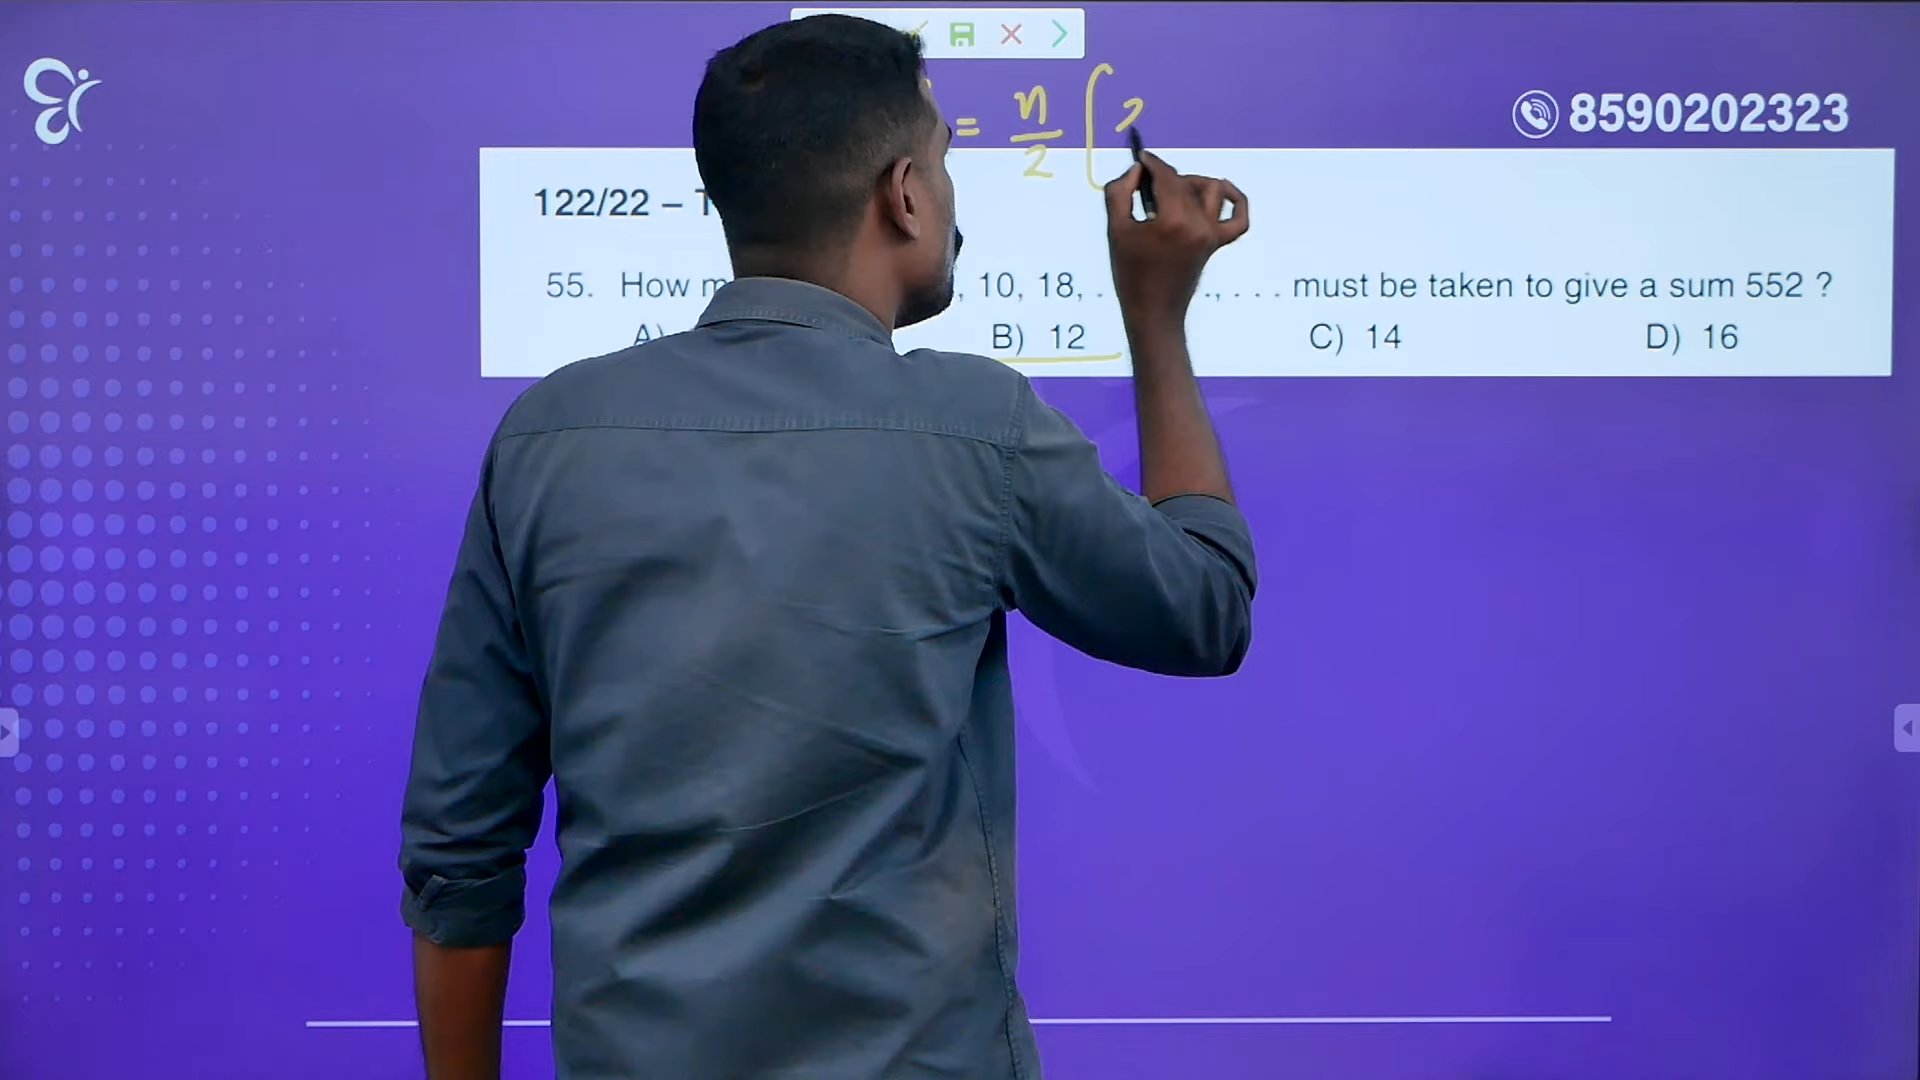 8590202323
= n/2 (2
122/22 –
55. How , 10, 18, . ., . . . must be taken to give a sum 552 ?
A) B) 12 C) 14 D) 16